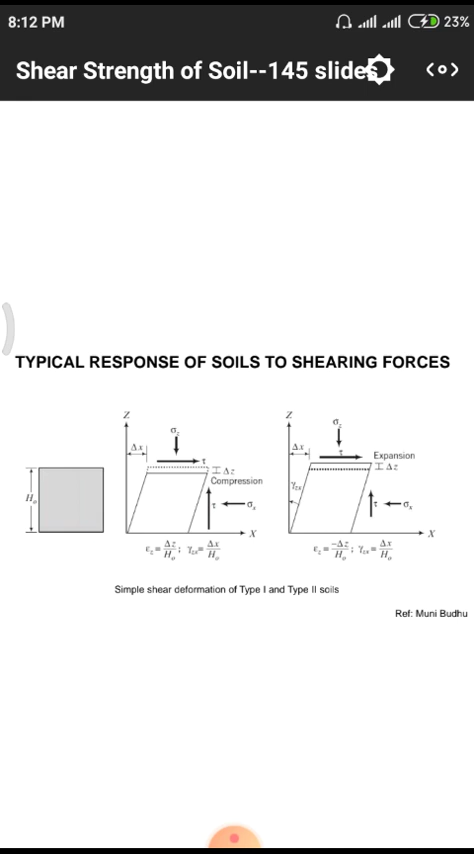 8:12 PM 23%
Shear Strength of Soil--145 slides
TYPICAL RESPONSE OF SOILS TO SHEARING FORCES
Z Z
σz σz
Δx τ Δx τ
Expansion
Δz Δz
Compression
γzx
Ho τ σx τ σx
X X
εz = Δz/Ho ; γzx = Δx/Ho εz = −Δz/Ho ; γzx = Δx/Ho
Simple shear deformation of Type I and Type II soils
Ref: Muni Budhu